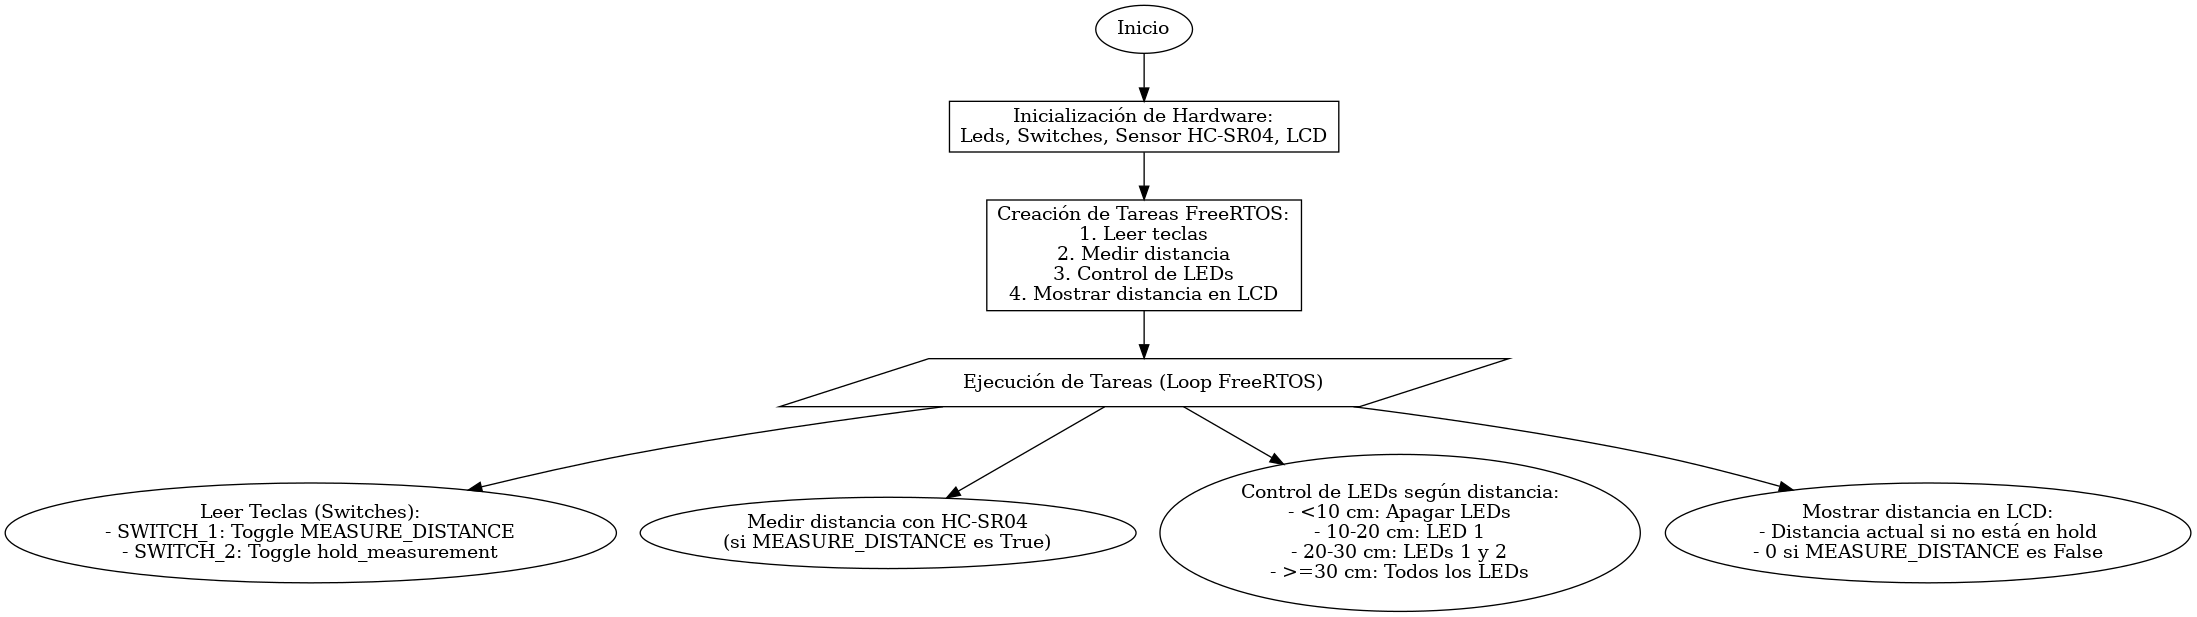 Inicio
Inicialización de Hardware:
Leds, Switches, Sensor HC-SR04, LCD
Creación de Tareas FreeRTOS:
1. Leer teclas
2. Medir distancia
3. Control de LEDs
4. Mostrar distancia en LCD
Ejecución de Tareas (Loop FreeRTOS)
Leer Teclas (Switches):
- SWITCH_1: Toggle MEASURE_DISTANCE
- SWITCH_2: Toggle hold_measurement
Medir distancia con HC-SR04
(si MEASURE_DISTANCE es True)
Control de LEDs según distancia:
- <10 cm: Apagar LEDs
- 10-20 cm: LED 1
- 20-30 cm: LEDs 1 y 2
- >=30 cm: Todos los LEDs
Mostrar distancia en LCD:
- Distancia actual si no está en hold
- 0 si MEASURE_DISTANCE es False